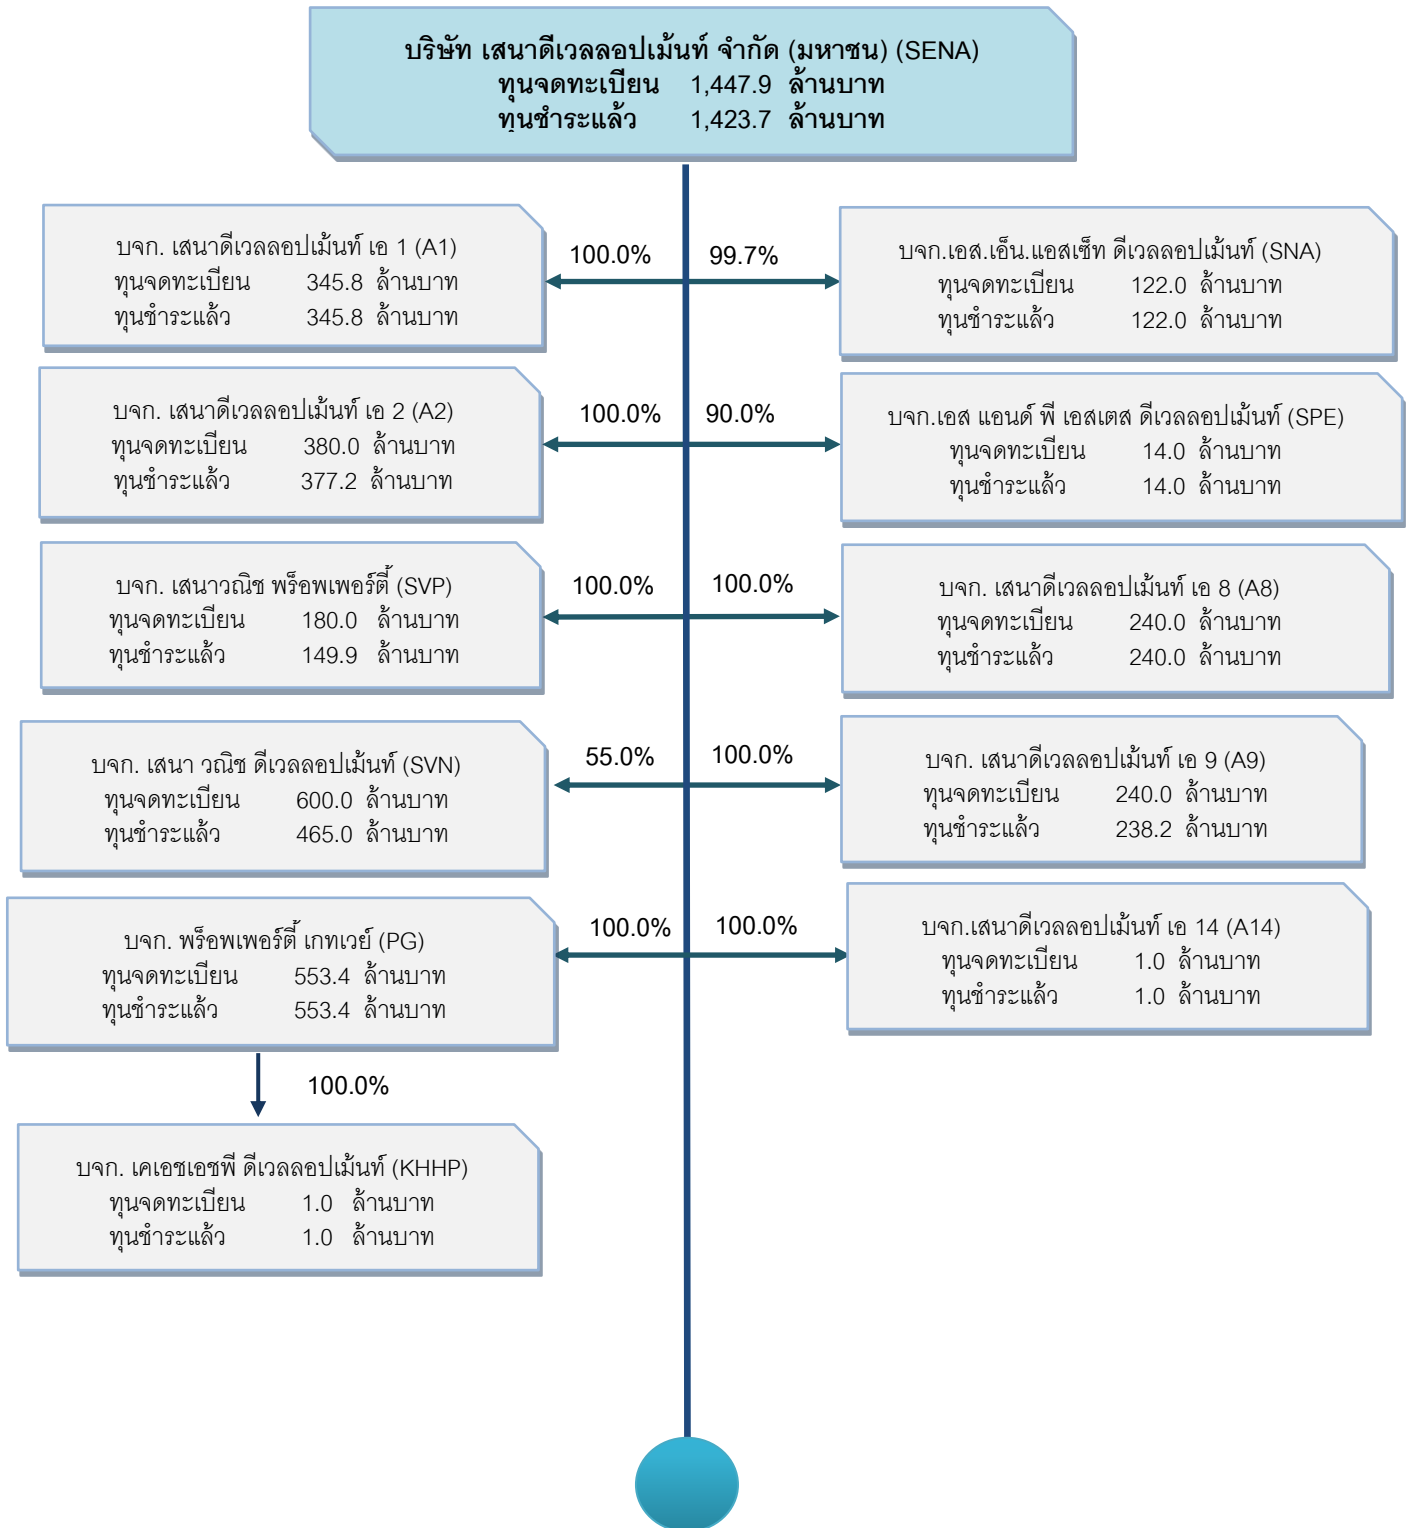 บริษัท เสนาดีเวลลอปเม้นท์ จำกัด (มหาชน) (SENA)
ทุนจดทะเบียน 1,447.9 ล้านบาท
ทุนชำระแล้ว 1,423.7 ล้านบาท
บจก. เสนาดีเวลลอปเม้นท์ เอ 1 (A1)
ทุนจดทะเบียน 345.8 ล้านบาท
ทุนชำระแล้ว 345.8 ล้านบาท
100.0% 99.7%
บจก.เอส.เอ็น.แอสเซ็ท ดีเวลลอปเม้นท์ (SNA)
ทุนจดทะเบียน 122.0 ล้านบาท
ทุนชำระแล้ว 122.0 ล้านบาท
บจก. เสนาดีเวลลอปเม้นท์ เอ 2 (A2)
ทุนจดทะเบียน 380.0 ล้านบาท
ทุนชำระแล้ว 377.2 ล้านบาท
100.0% 90.0%
บจก.เอส แอนด์ พี เอสเตส ดีเวลลอปเม้นท์ (SPE)
ทุนจดทะเบียน 14.0 ล้านบาท
ทุนชำระแล้ว 14.0 ล้านบาท
บจก. เสนาวณิช พร็อพเพอร์ตี้ (SVP)
ทุนจดทะเบียน 180.0 ล้านบาท
ทุนชำระแล้ว 149.9 ล้านบาท
100.0% 100.0%
บจก. เสนาดีเวลลอปเม้นท์ เอ 8 (A8)
ทุนจดทะเบียน 240.0 ล้านบาท
ทุนชำระแล้ว 240.0 ล้านบาท
บจก. เสนา วณิช ดีเวลลอปเม้นท์ (SVN)
ทุนจดทะเบียน 600.0 ล้านบาท
ทุนชำระแล้ว 465.0 ล้านบาท
55.0% 100.0%
บจก. เสนาดีเวลลอปเม้นท์ เอ 9 (A9)
ทุนจดทะเบียน 240.0 ล้านบาท
ทุนชำระแล้ว 238.2 ล้านบาท
บจก. พร็อพเพอร์ตี้ เกทเวย์ (PG)
ทุนจดทะเบียน 553.4 ล้านบาท
ทุนชำระแล้ว 553.4 ล้านบาท
100.0% 100.0%
บจก.เสนาดีเวลลอปเม้นท์ เอ 14 (A14)
ทุนจดทะเบียน 1.0 ล้านบาท
ทุนชำระแล้ว 1.0 ล้านบาท
100.0%
บจก. เคเอชเอชพี ดีเวลลอปเม้นท์ (KHHP)
ทุนจดทะเบียน 1.0 ล้านบาท
ทุนชำระแล้ว 1.0 ล้านบาท